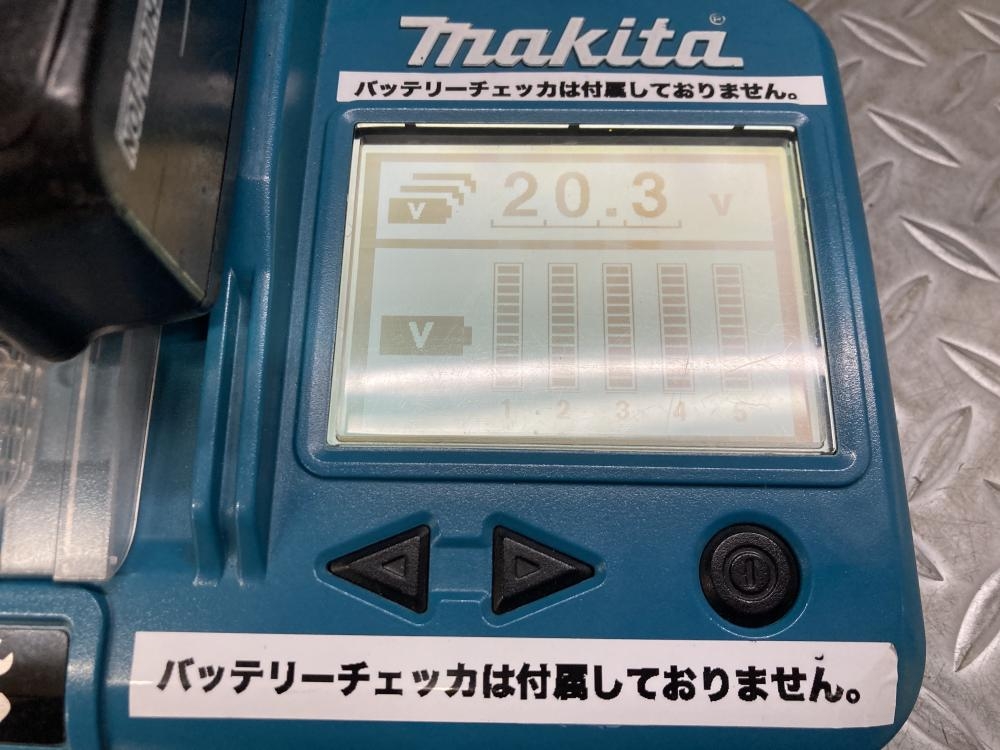 makita®
バッテリーチェッカは付属しておりません。
V 20.3 V
V
1 2 3 4 5
バッテリーチェッカは付属しておりません。